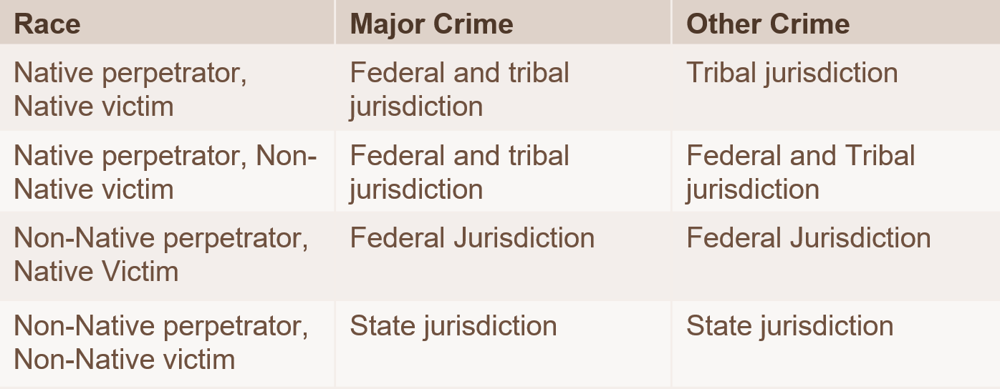 Race Major Crime Other Crime
Native perpetrator,
Native victim
Federal and tribal
jurisdiction
Tribal jurisdiction
Native perpetrator, Non-
Native victim
Federal and tribal
jurisdiction
Federal and Tribal
jurisdiction
Non-Native perpetrator,
Native Victim
Federal Jurisdiction
Federal Jurisdiction
Non-Native perpetrator,
Non-Native victim
State jurisdiction
State jurisdiction